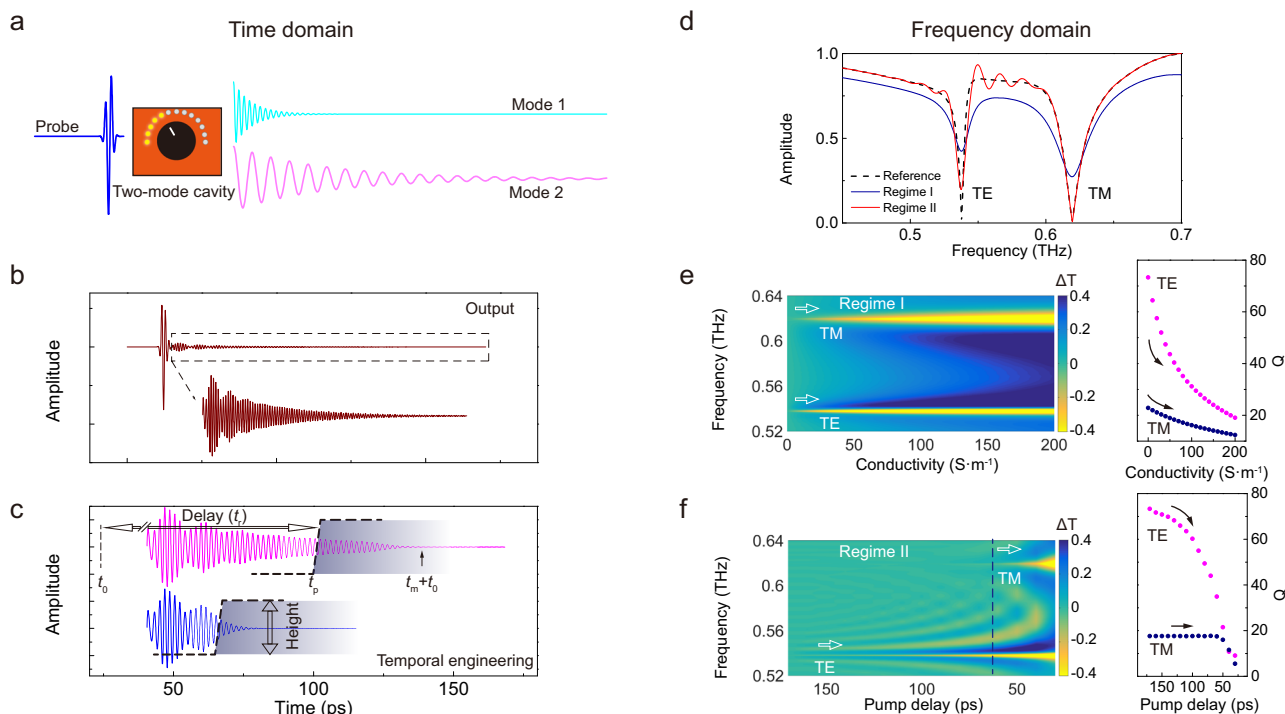 a
Time domain
Probe
Two-mode cavity
Mode 1
Mode 2
b
Output
Amplitude
c
Delay (tr)
t0
tp
tm+t0
Height
Amplitude
Temporal engineering
50
100
150
Time (ps)
d
Frequency domain
1.0
0.5
0.0
Amplitude
Reference
Regime I
Regime II
TE
TM
0.5
0.6
0.7
Frequency (THz)
e
0.64
0.60
0.56
0.52
Frequency (THz)
Regime I
TM
TE
0
50
100
150
200
Conductivity (S·m⁻¹)
ΔT
0.4
0.2
0
-0.2
-0.4
TE
TM
80
60
40
20
Q
0
100
200
Conductivity (S·m⁻¹)
f
0.64
0.60
0.56
0.52
Frequency (THz)
Regime II
TM
TE
150
100
50
Pump delay (ps)
ΔT
0.4
0.2
0
-0.2
-0.4
TE
TM
80
60
40
20
0
Q
150
100
50
Pump delay (ps)